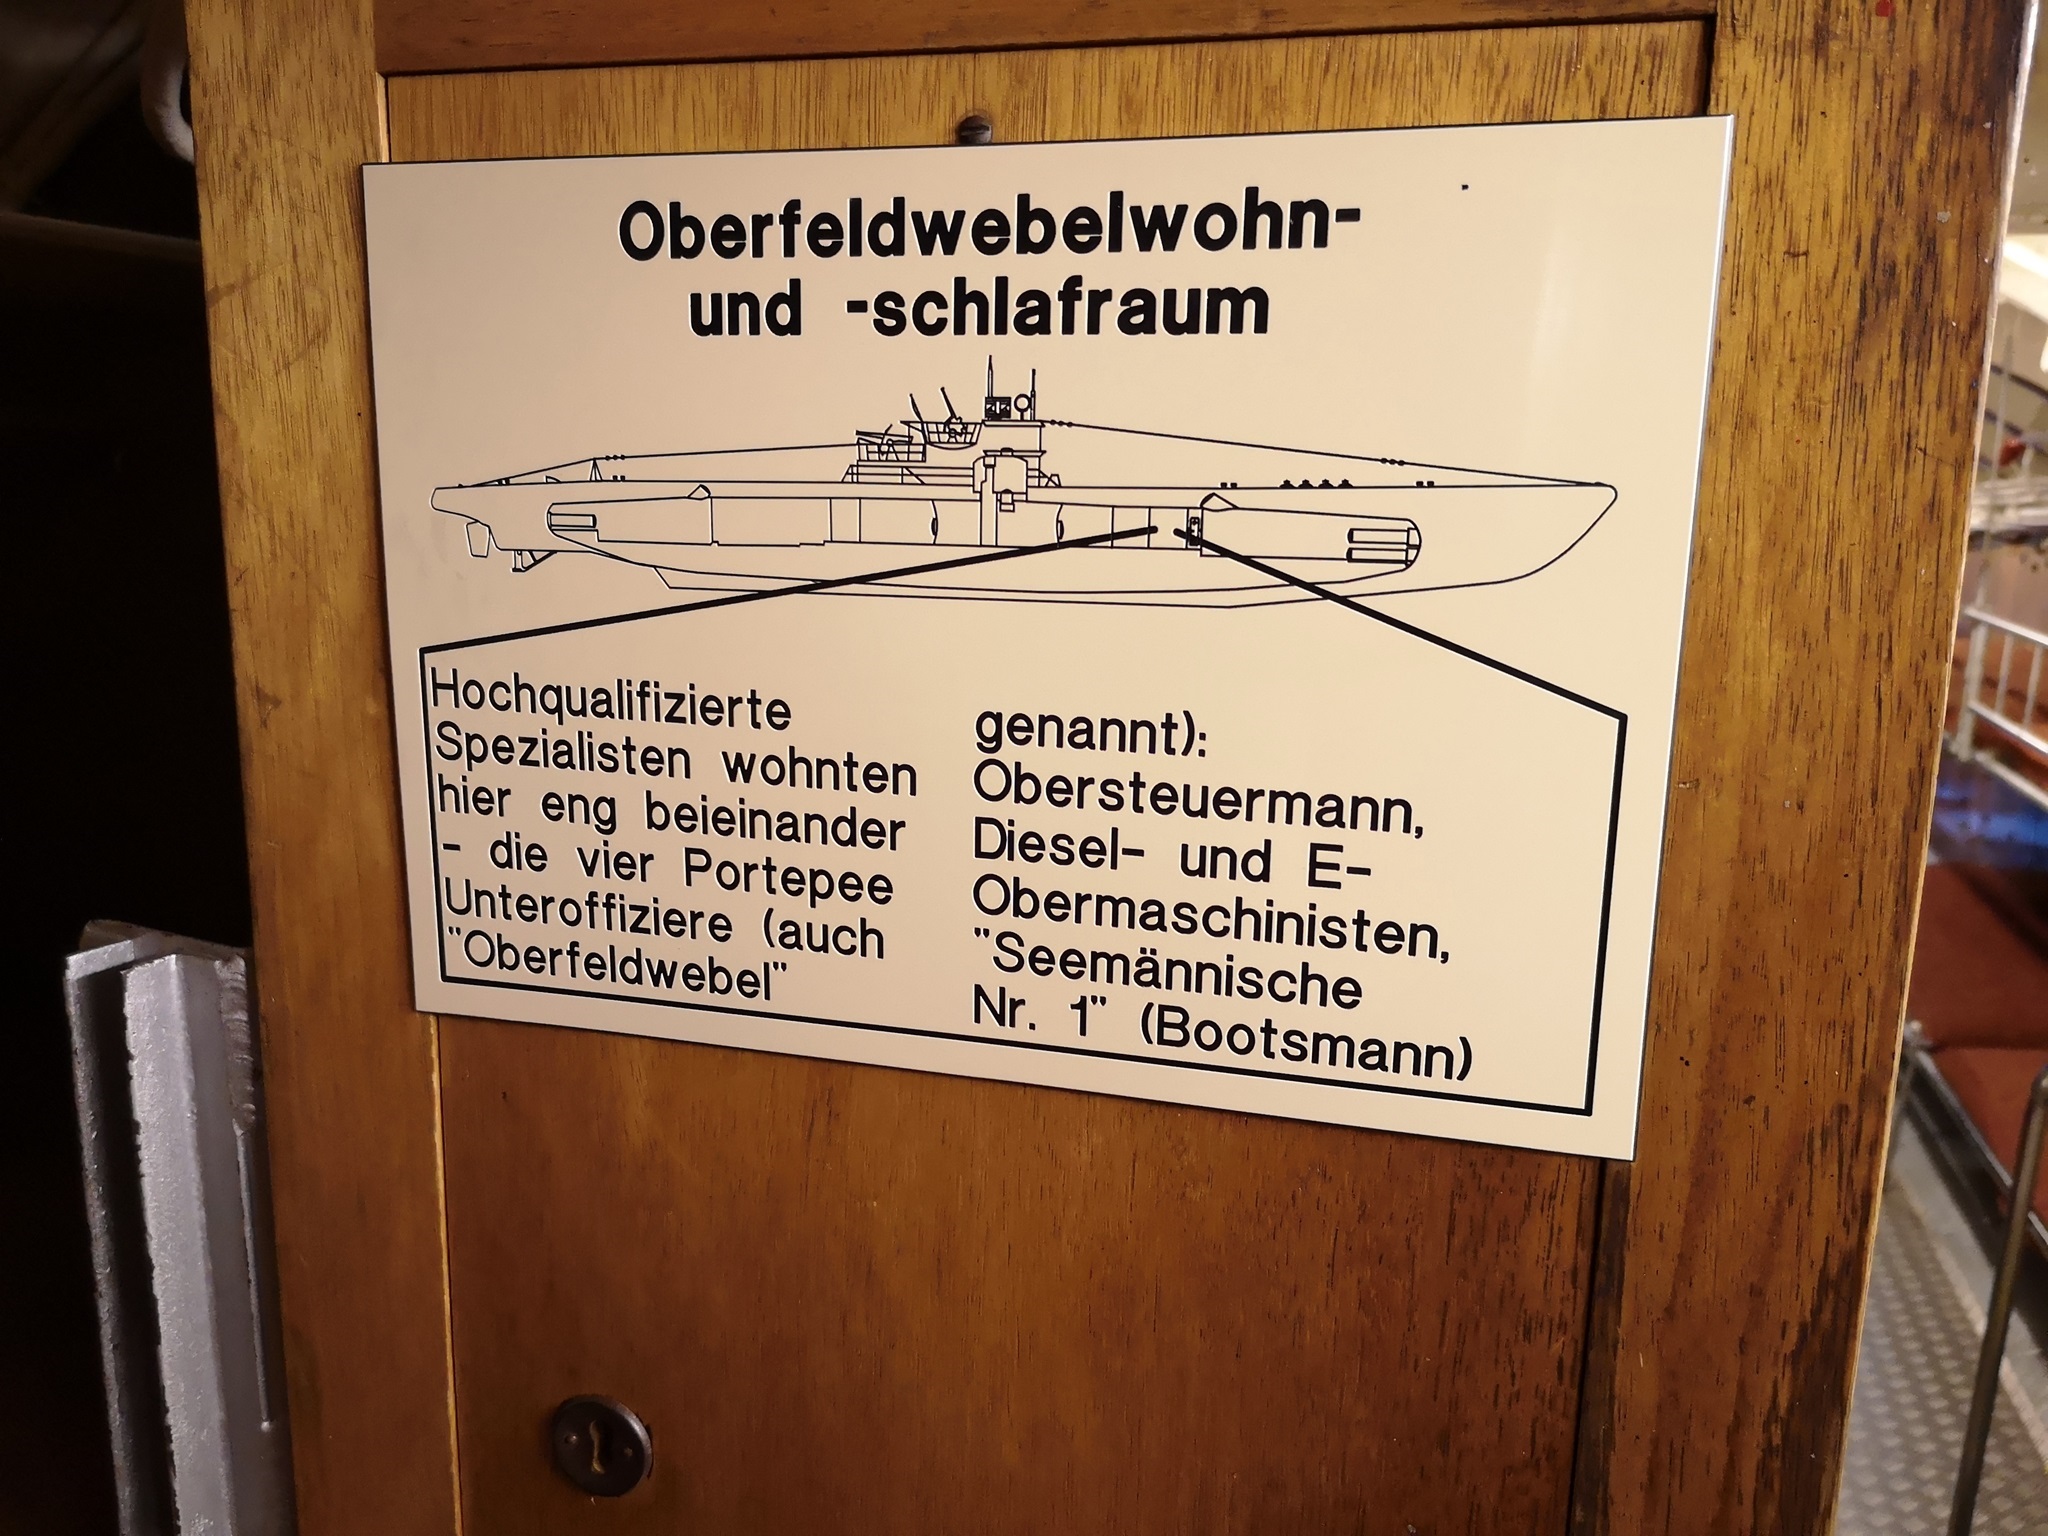 Oberfeldwebelwohn-
und -schlafraum
Hochqualifizierte
Spezialisten wohnten
hier eng beieinander
- die vier Portepee
Unteroffiziere (auch
"Oberfeldwebel"
genannt):
Obersteuermann,
Diesel- und E-
Obermaschinisten,
"Seemännische
Nr. 1" (Bootsmann)